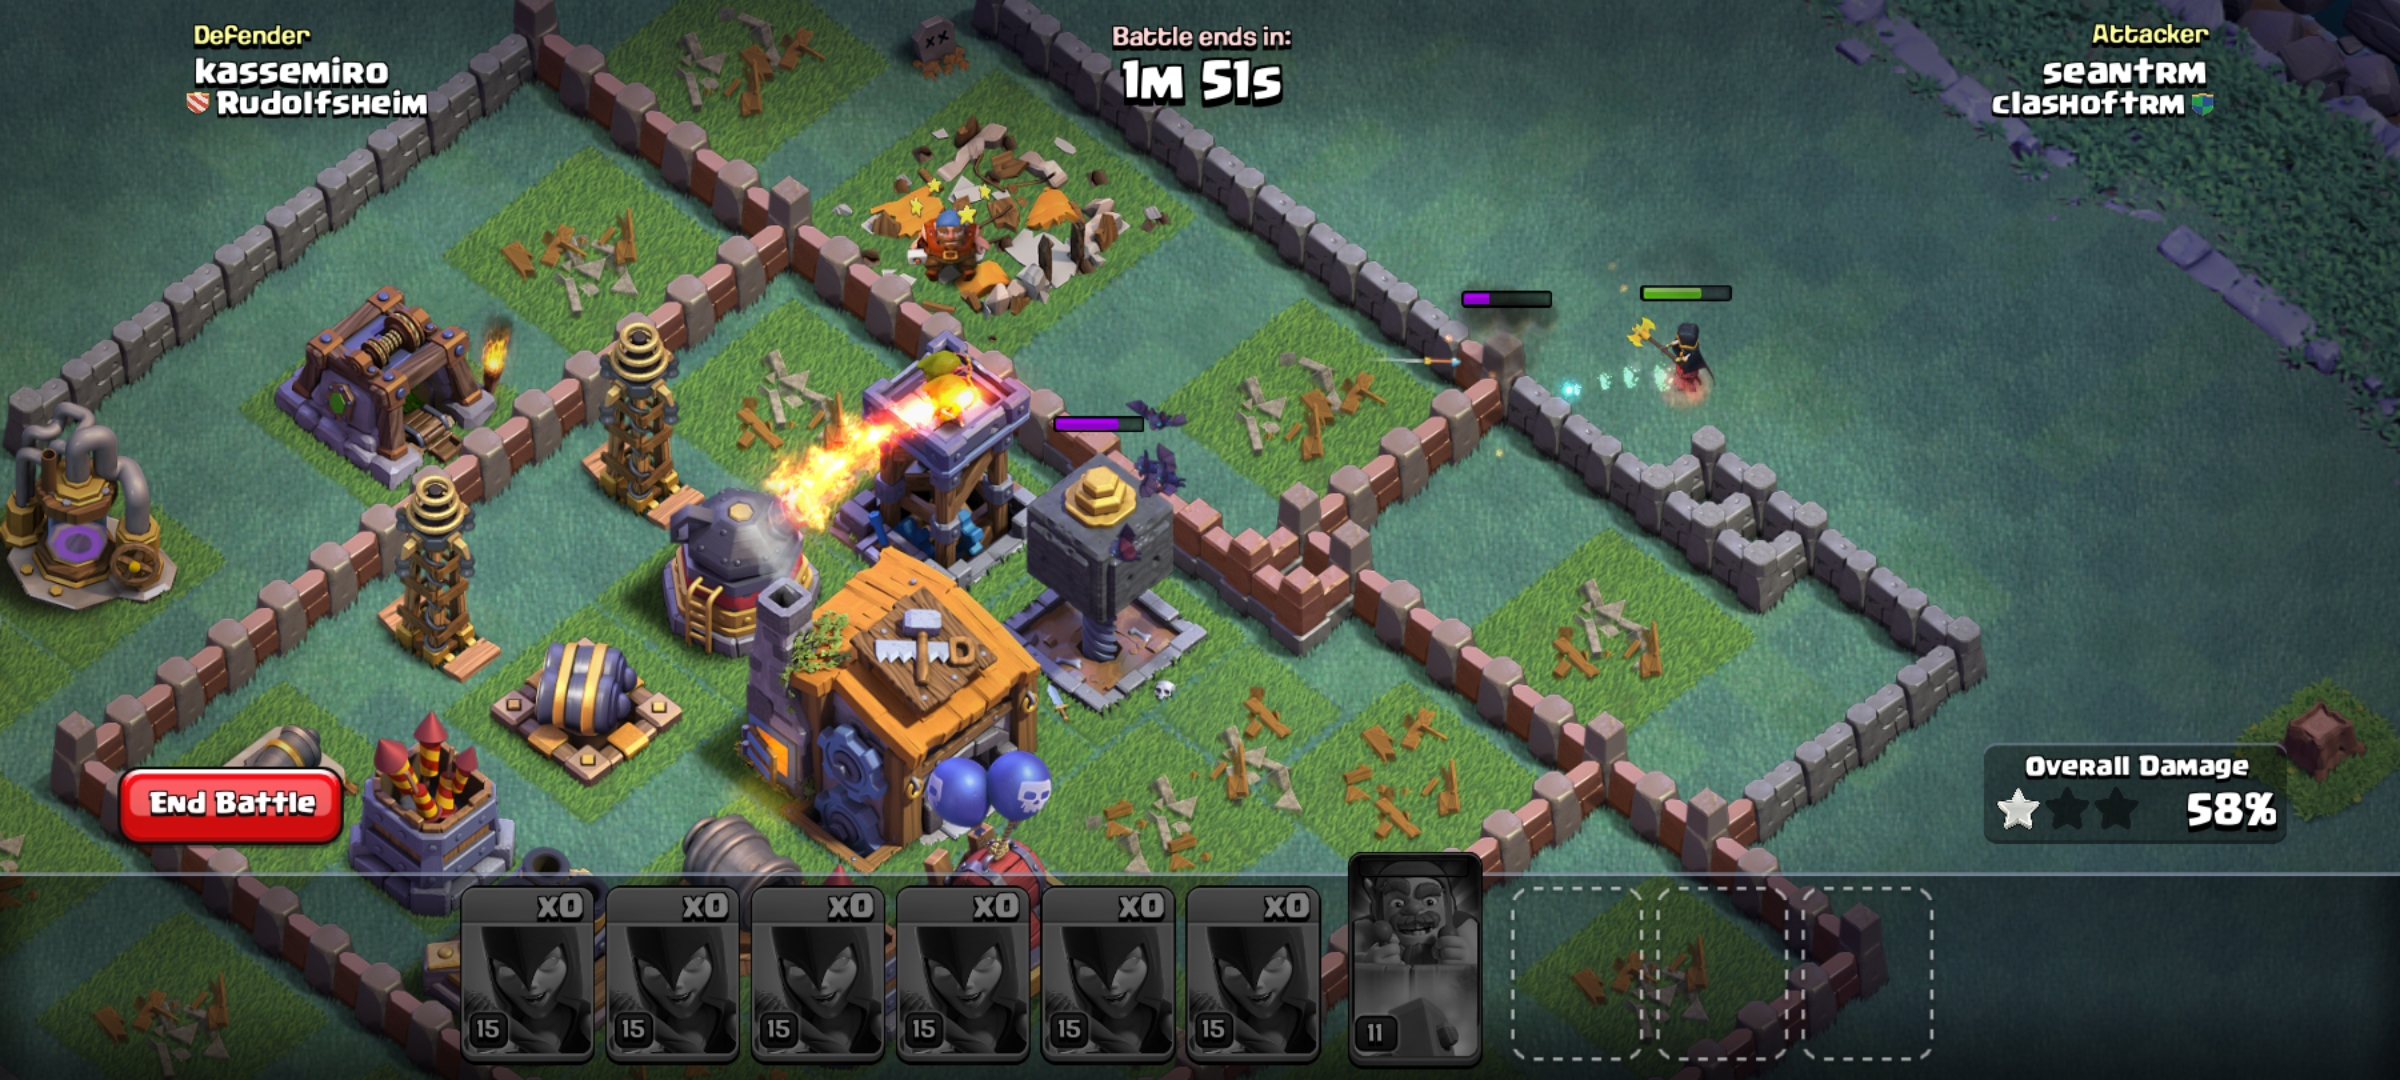 Defender
kassemiro
Rudolfsheim
Battle ends in:
1m 51s
Attacker
seantrm
clashoftrm
End Battle
Overall Damage
58%
x0
x0
x0
x0
x0
x0
15
15
15
15
15
15
11